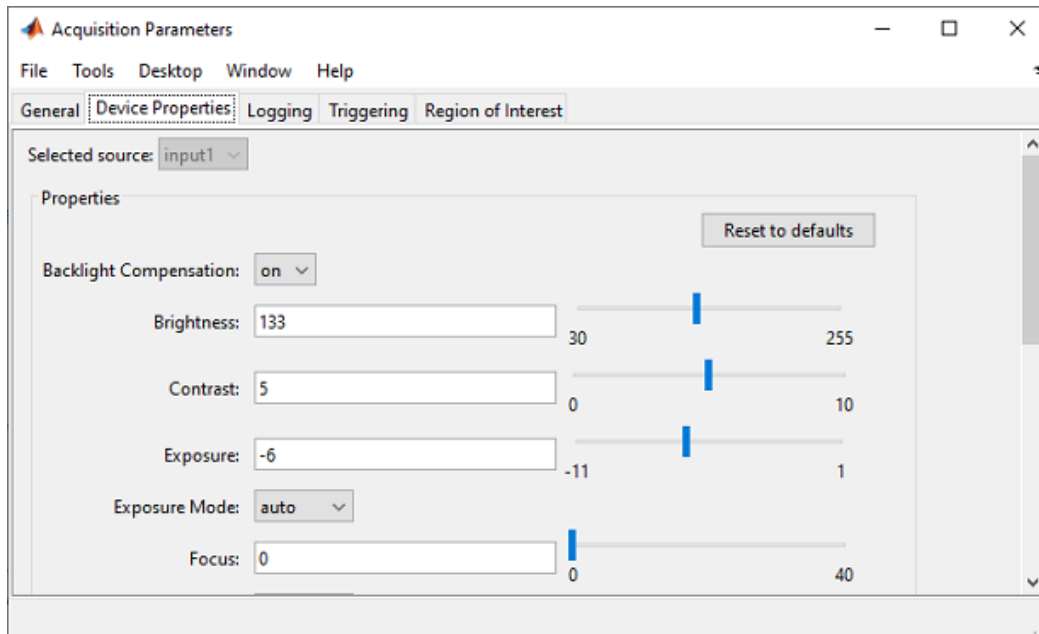 Acquisition Parameters
File Tools Desktop Window Help
General Device Properties Logging Triggering Region of Interest
Selected source: input1
Properties
Reset to defaults
Backlight Compensation: on
Brightness: 133
30 255
Contrast: 5
0 10
Exposure: -6
-11 1
Exposure Mode: auto
Focus: 0
0 40